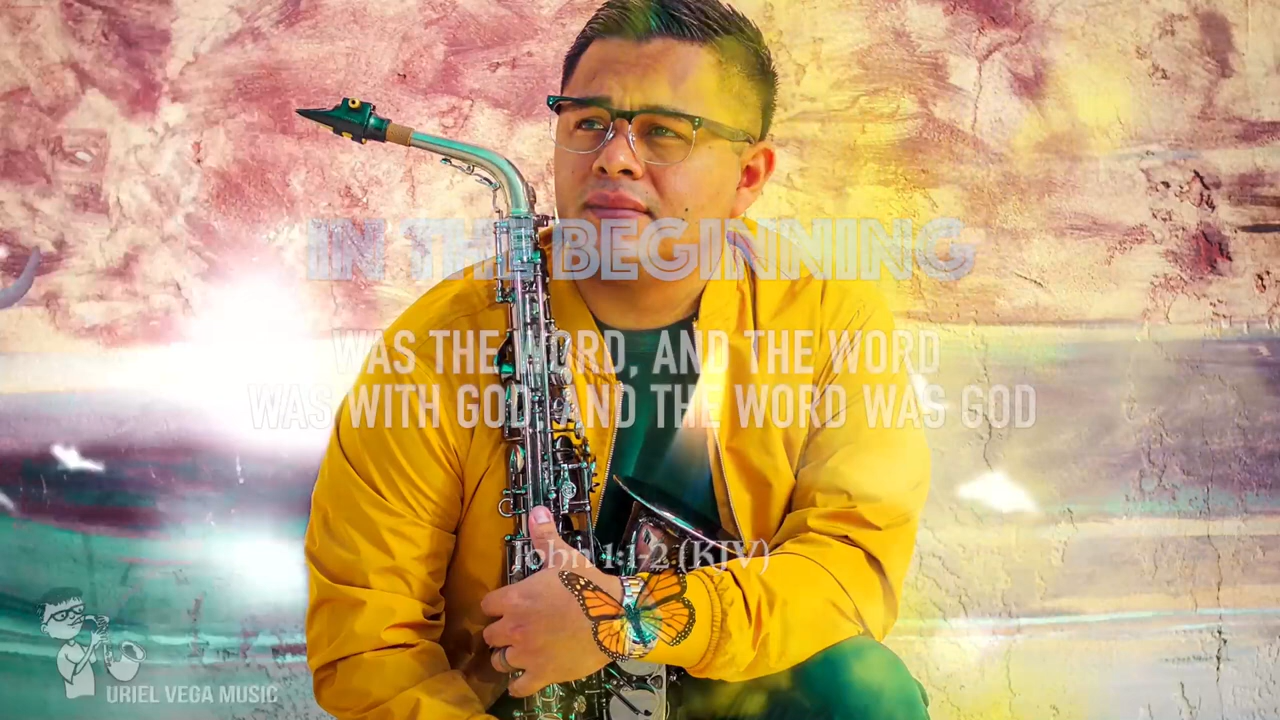 IN THE BEGINNING
WAS THE WORD, AND THE WORD
WAS WITH GOD, AND THE WORD WAS GOD
John 1:1-2 (KJV)
URIEL VEGA MUSIC